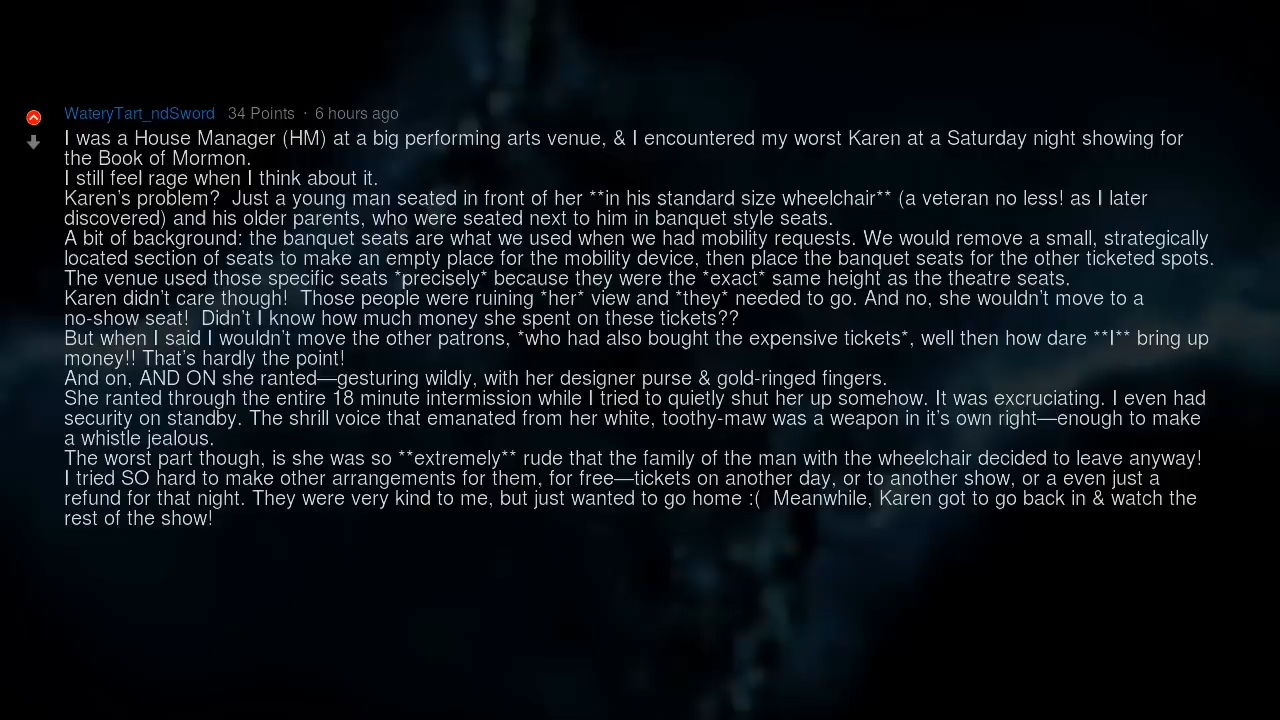 WateryTart_ndSword 34 Points · 6 hours ago
I was a House Manager (HM) at a big performing arts venue, & I encountered my worst Karen at a Saturday night showing for
the Book of Mormon.
I still feel rage when I think about it.
Karen's problem?  Just a young man seated in front of her **in his standard size wheelchair** (a veteran no less! as I later
discovered) and his older parents, who were seated next to him in banquet style seats.
A bit of background: the banquet seats are what we used when we had mobility requests. We would remove a small, strategically
located section of seats to make an empty place for the mobility device, then place the banquet seats for the other ticketed spots.
The venue used those specific seats *precisely* because they were the *exact* same height as the theatre seats.
Karen didn't care though!  Those people were ruining *her* view and *they* needed to go. And no, she wouldn't move to a
no-show seat!  Didn't I know how much money she spent on these tickets??
But when I said I wouldn't move the other patrons, *who had also bought the expensive tickets*, well then how dare **I** bring up
money!! That's hardly the point!
And on, AND ON she ranted—gesturing wildly, with her designer purse & gold-ringed fingers.
She ranted through the entire 18 minute intermission while I tried to quietly shut her up somehow. It was excruciating. I even had
security on standby. The shrill voice that emanated from her white, toothy-maw was a weapon in it's own right—enough to make
a whistle jealous.
The worst part though, is she was so **extremely** rude that the family of the man with the wheelchair decided to leave anyway!
I tried SO hard to make other arrangements for them, for free—tickets on another day, or to another show, or a even just a
refund for that night. They were very kind to me, but just wanted to go home :(  Meanwhile, Karen got to go back in & watch the
rest of the show!